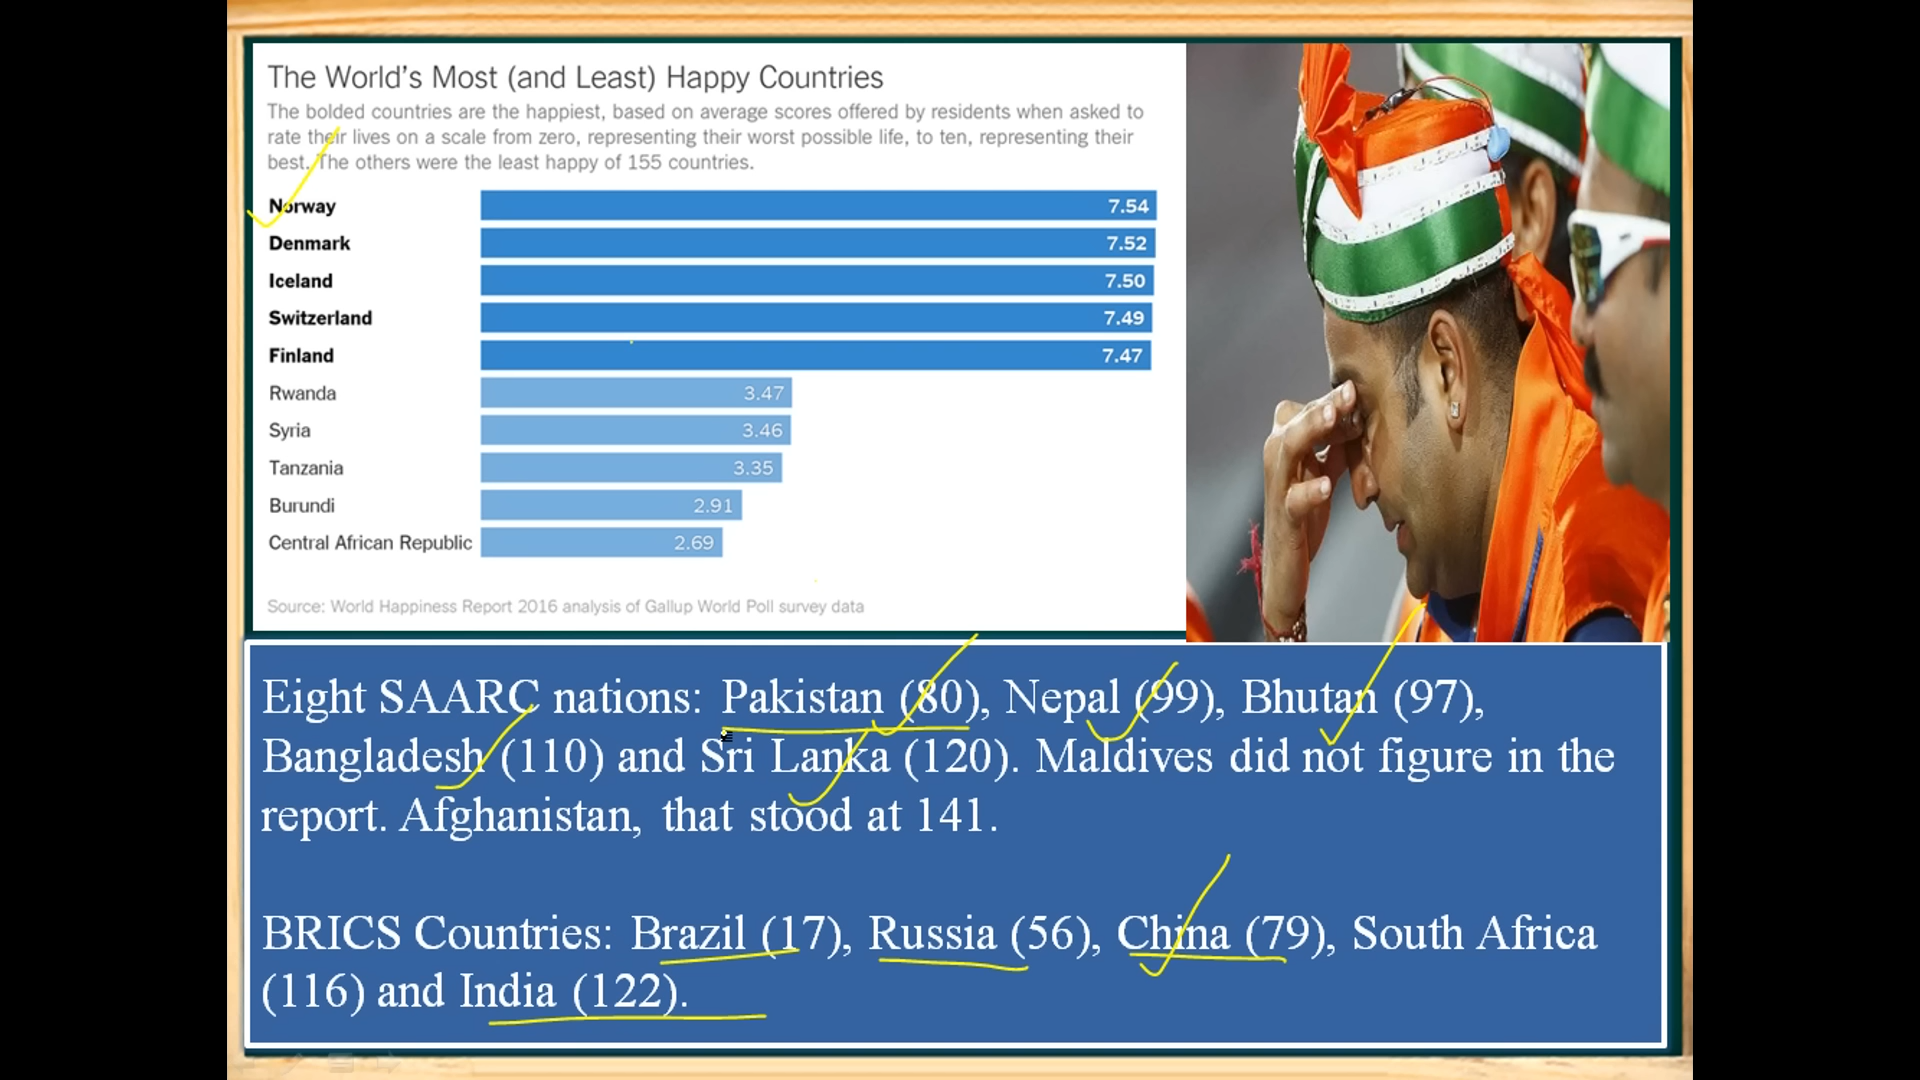 The World's Most (and Least) Happy Countries
The bolded countries are the happiest, based on average scores offered by residents when asked to
rate their lives on a scale from zero, representing their worst possible life, to ten, representing their
best. The others were the least happy of 155 countries.
Norway 7.54
Denmark 7.52
Iceland 7.50
Switzerland 7.49
Finland 7.47
Rwanda 3.47
Syria 3.46
Tanzania 3.35
Burundi 2.91
Central African Republic 2.69
Source: World Happiness Report 2016 analysis of Gallup World Poll survey data
Eight SAARC nations: Pakistan (80), Nepal (99), Bhutan (97),
Bangladesh (110) and Sri Lanka (120). Maldives did not figure in the
report. Afghanistan, that stood at 141.
BRICS Countries: Brazil (17), Russia (56), China (79), South Africa
(116) and India (122).